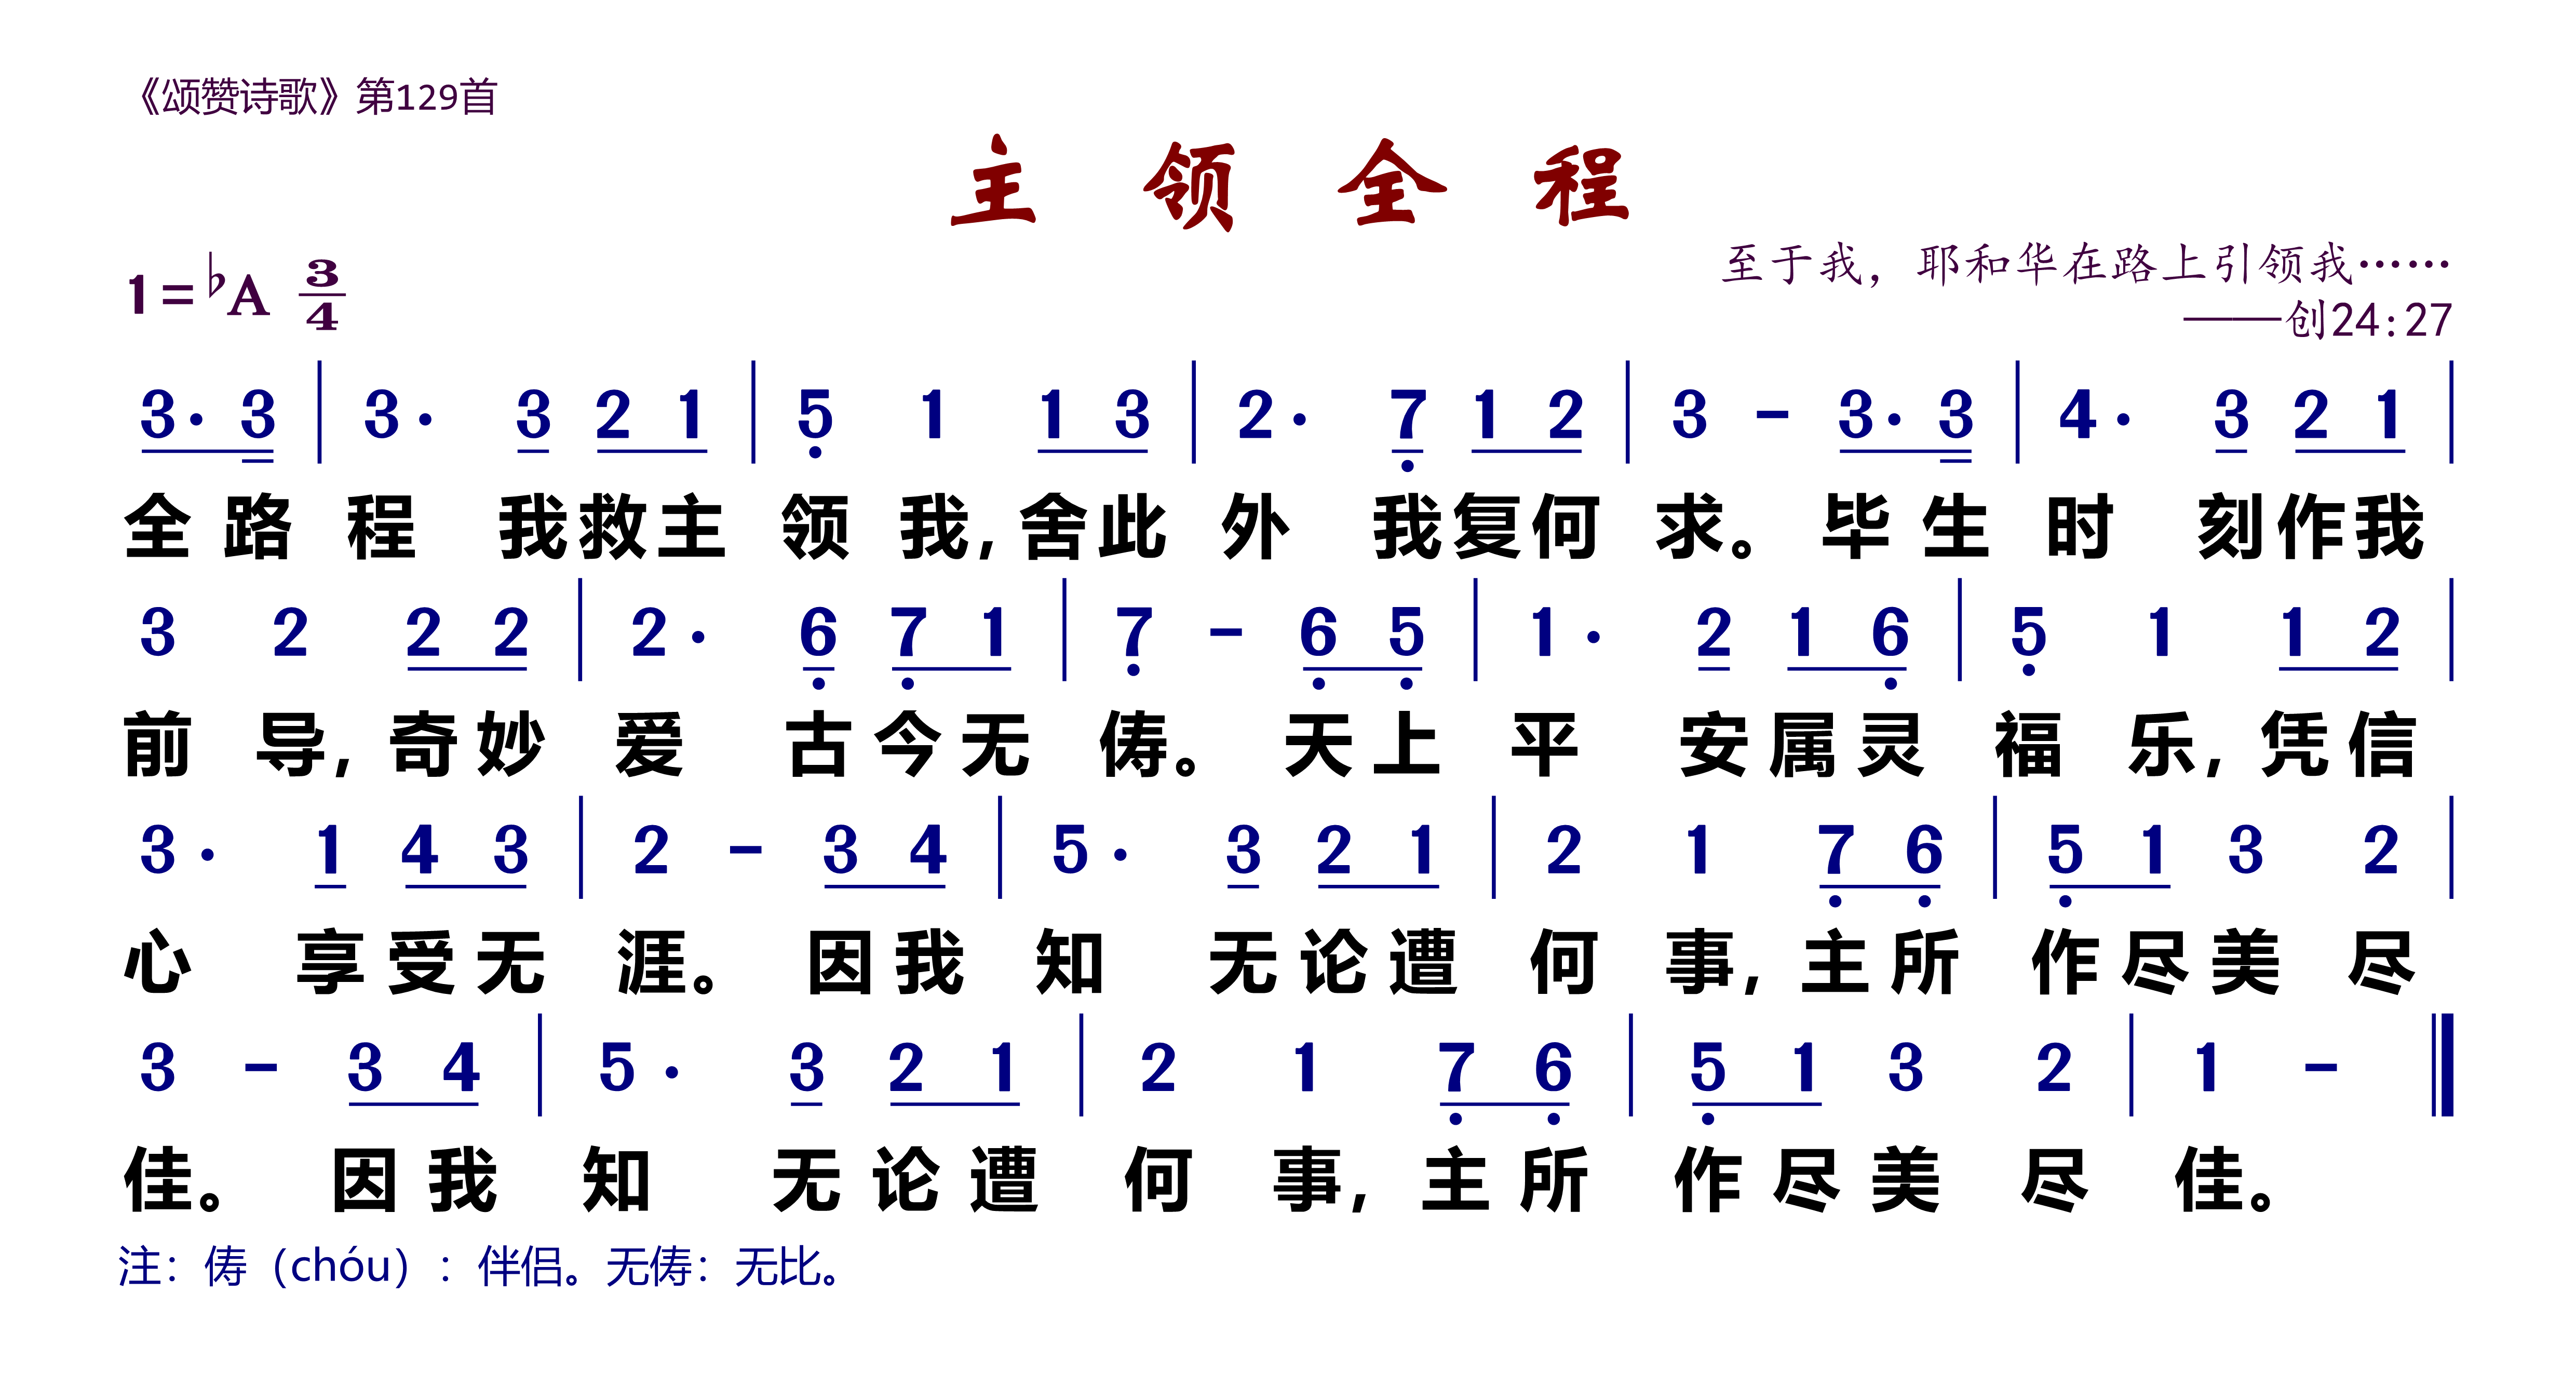 《颂赞诗歌》第129首
主 领 全 程
1=♭A 3/4
至于我，耶和华在路上引领我……
——创24:27
3· 3 | 3· 3 2 1 | 5 1 1 3 | 2· 7 1 2 | 3 - 3· 3 | 4· 3 2 1 |
全路 程 我救主 领 我,舍此 外 我复何 求。毕生 时 刻作我
3 2 2 2 | 2· 6 7 1 | 7 - 6 5 | 1· 2 1 6 | 5 1 1 2 |
前 导,奇妙 爱 古今无 俦。天上 平 安属灵 福 乐,凭信
3· 1 4 3 | 2 - 3 4 | 5· 3 2 1 | 2 1 7 6 | 5 1 3 2 |
心 享受无 涯。因我 知 无论遭 何 事,主所 作尽美 尽
3 - 3 4 | 5· 3 2 1 | 2 1 7 6 | 5 1 3 2 | 1 - ‖
佳。因我 知 无论遭 何 事,主所 作尽美 尽 佳。
注：俦（chóu）：伴侣。无俦：无比。